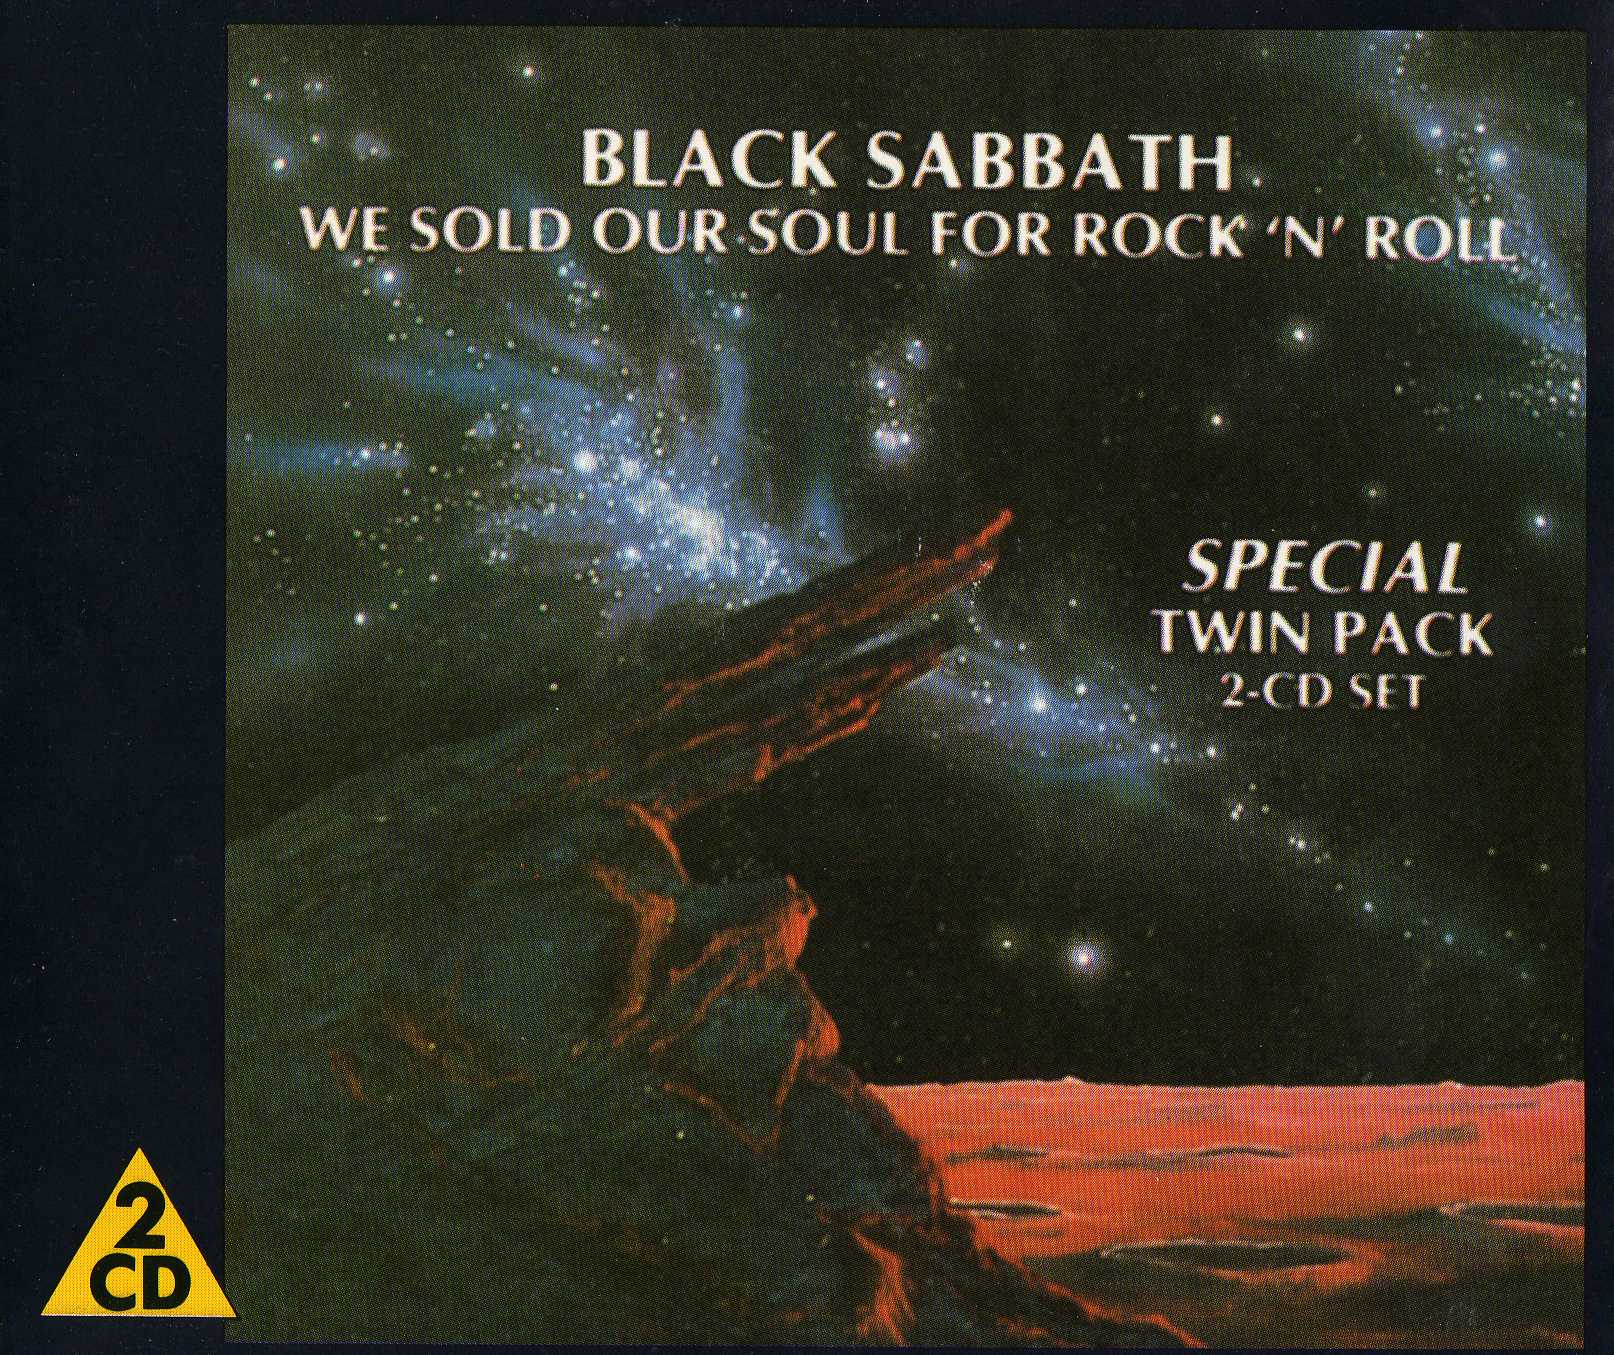 BLACK SABBATH
WE SOLD OUR SOUL FOR ROCK 'N' ROLL
SPECIAL
TWIN PACK
2-CD SET
2
CD